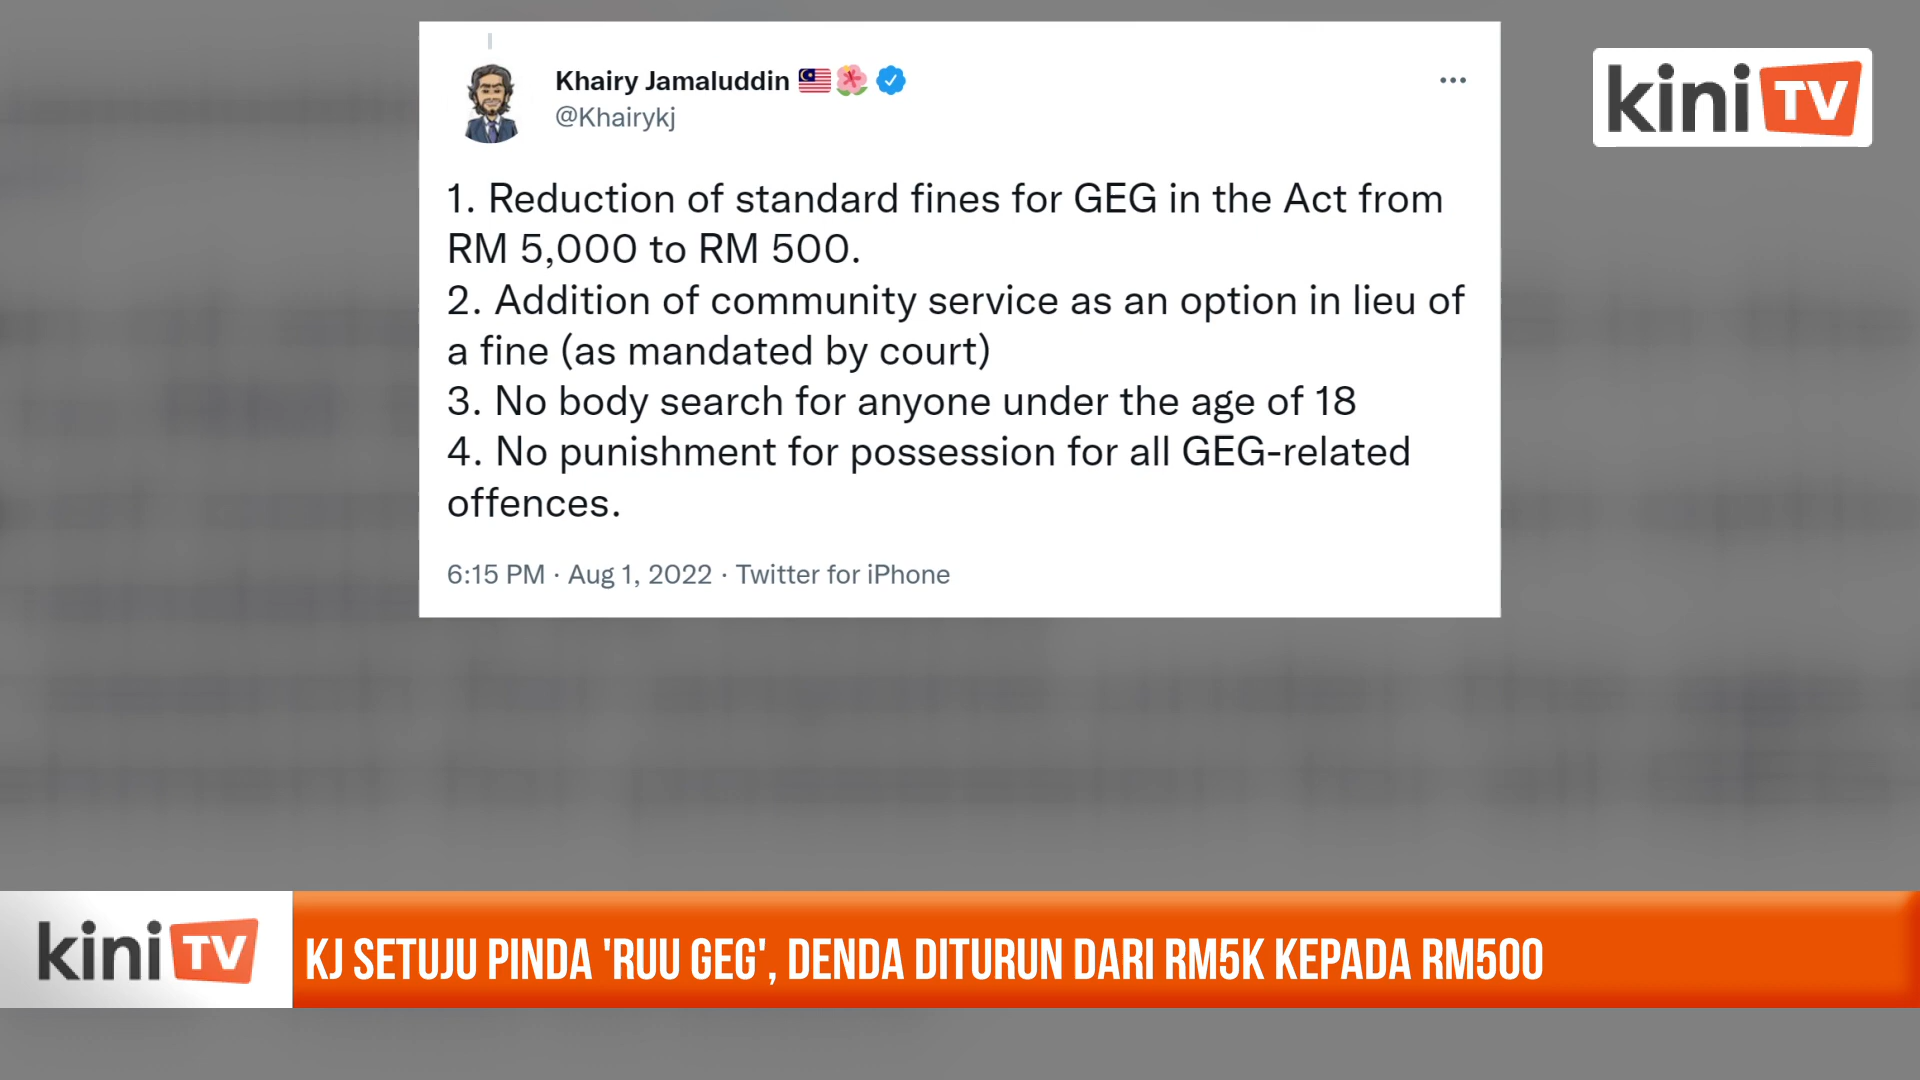 Khairy Jamaluddin
@Khairykj
kini TV
1. Reduction of standard fines for GEG in the Act from
RM 5,000 to RM 500.
2. Addition of community service as an option in lieu of
a fine (as mandated by court)
3. No body search for anyone under the age of 18
4. No punishment for possession for all GEG-related
offences.
6:15 PM · Aug 1, 2022 · Twitter for iPhone
kini TV
KJ SETUJU PINDA 'RUU GEG', DENDA DITURUN DARI RM5K KEPADA RM500